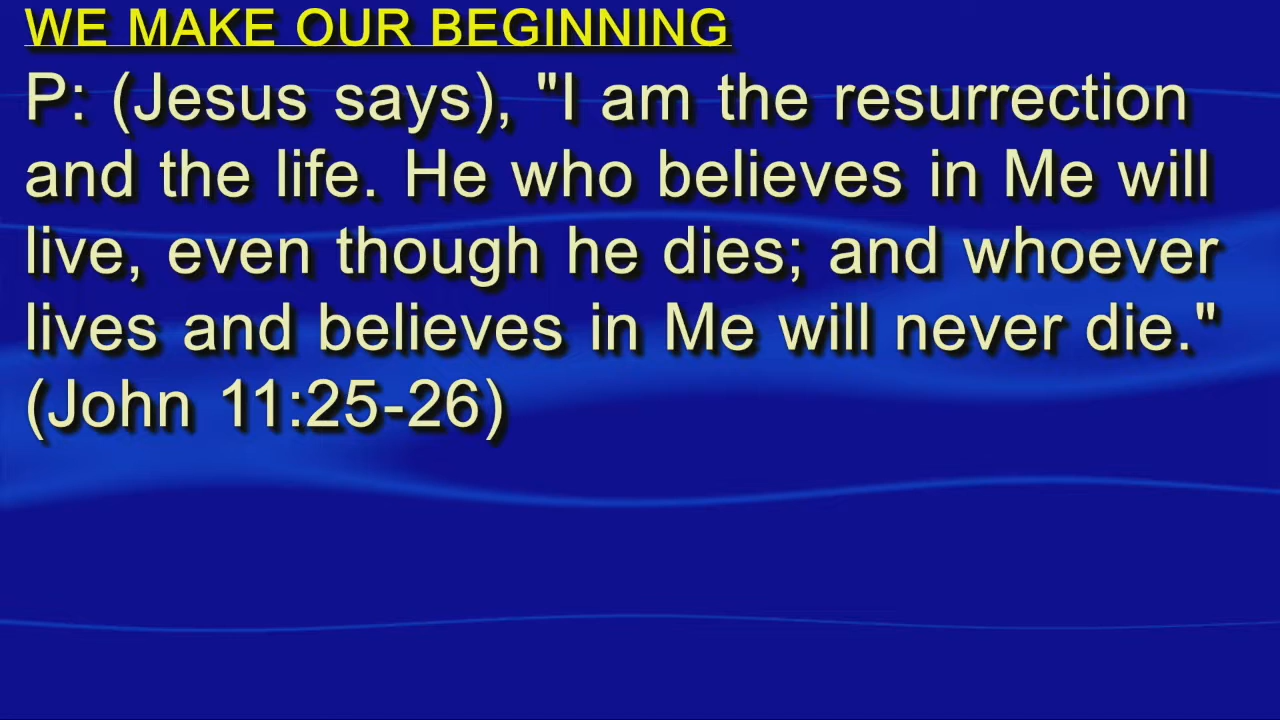 WE MAKE OUR BEGINNING
P: (Jesus says), "I am the resurrection
and the life. He who believes in Me will
live, even though he dies; and whoever
lives and believes in Me will never die."
(John 11:25-26)